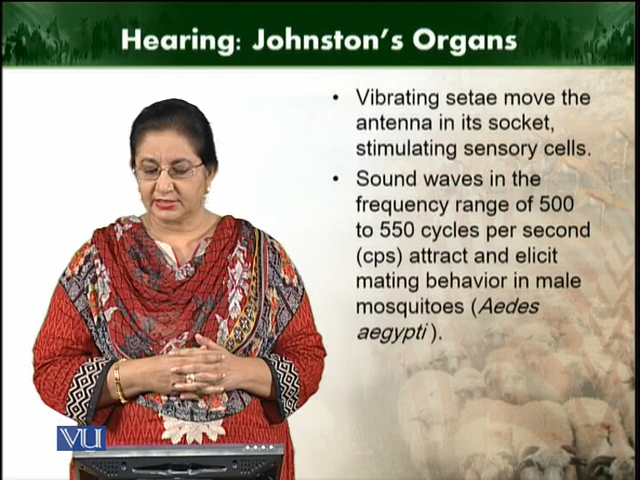 Hearing: Johnston's Organs
• Vibrating setae move the
antenna in its socket,
stimulating sensory cells.
• Sound waves in the
frequency range of 500
to 550 cycles per second
(cps) attract and elicit
mating behavior in male
mosquitoes (Aedes
aegypti ).
VU